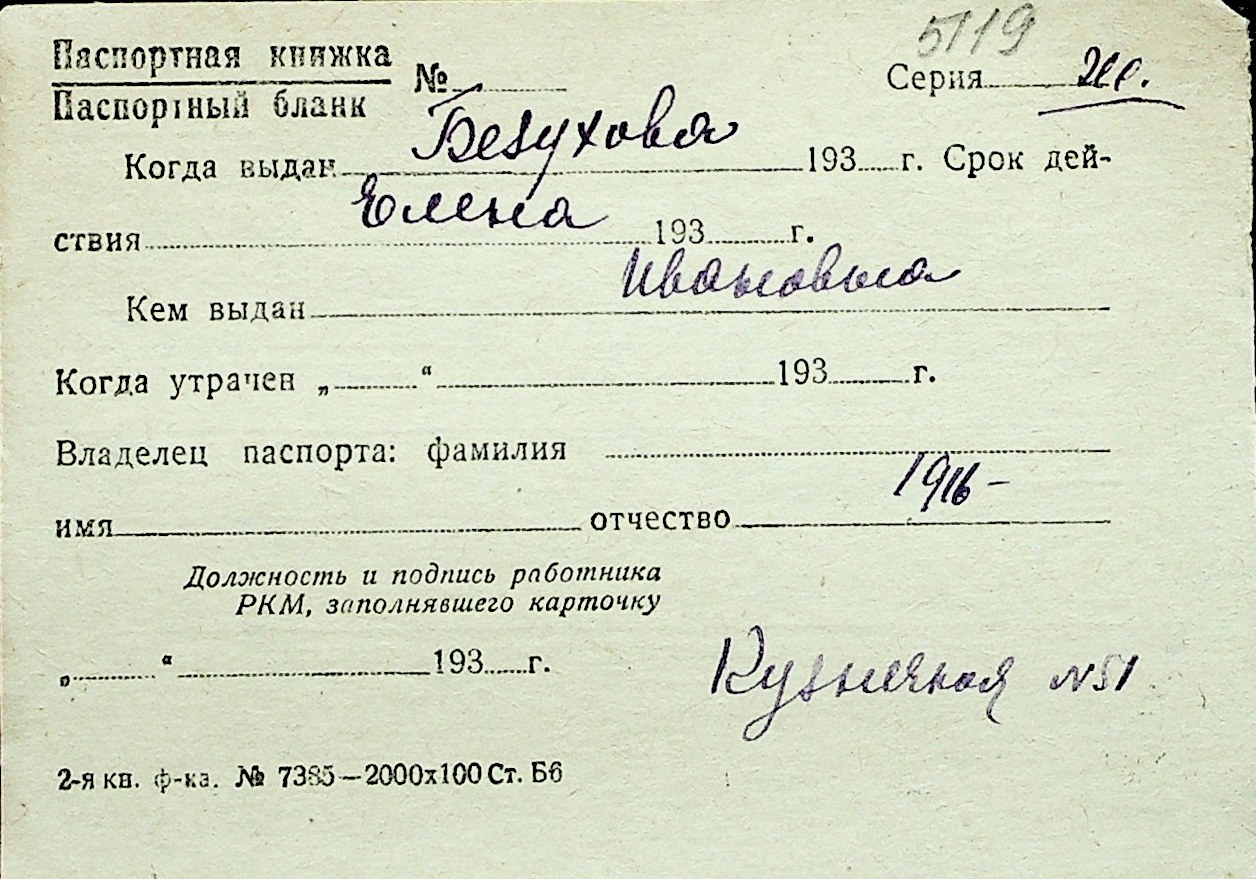 5119
Паспортная книжка
Паспортный бланк
№ Серия
Безухова
Когда выдан 193 г. Срок дей-
Елена
ствия 193 г.
Ивановна
Кем выдан
Когда утрачен „ “ 193 г.
Владелец паспорта: фамилия
1916 –
имя отчество
Должность и подпись работника
РКМ, заполнявшего карточку
„ “ 193 г.
Кузнечная №51
2-я кв. ф-ка. № 7385—2000х100 Ст. Б6